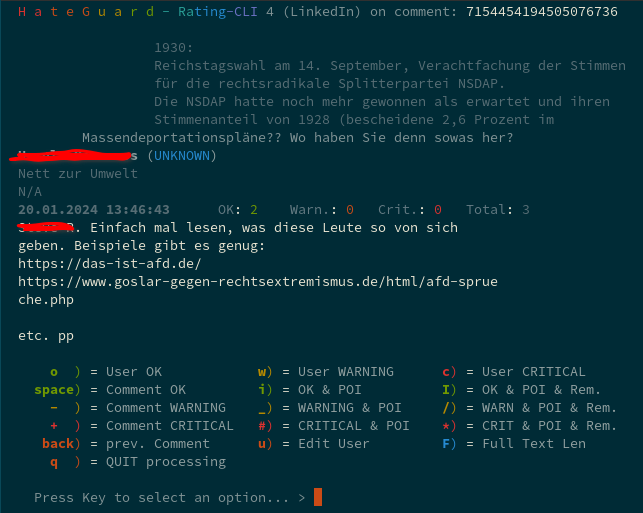 H a t e G u a r d - Rating-CLI 4 (LinkedIn) on comment: 7154454194505076736
1930:
Reichstagswahl am 14. September, Verachtfachung der Stimmen
für die rechtsradikale Splitterpartei NSDAP.
Die NSDAP hatte noch mehr gewonnen als erwartet und ihren
Stimmenanteil von 1928 (bescheidene 2,6 Prozent im
Massendeportationspläne?? Wo haben Sie denn sowas her?
(UNKNOWN)
Nett zur Umwelt
N/A
20.01.2024 13:46:43 OK: 2 Warn.: 0 Crit.: 0 Total: 3
. Einfach mal lesen, was diese Leute so von sich
geben. Beispiele gibt es genug:
https://das-ist-afd.de/
https://www.goslar-gegen-rechtsextremismus.de/html/afd-sprue
che.php
etc. pp
o ) = User OK w) = User WARNING c) = User CRITICAL
space) = Comment OK i) = OK & POI I) = OK & POI & Rem.
- ) = Comment WARNING _) = WARNING & POI /) = WARN & POI & Rem.
+ ) = Comment CRITICAL #) = CRITICAL & POI *) = CRIT & POI & Rem.
back) = prev. Comment u) = Edit User F) = Full Text Len
q ) = QUIT processing
Press Key to select an option... >